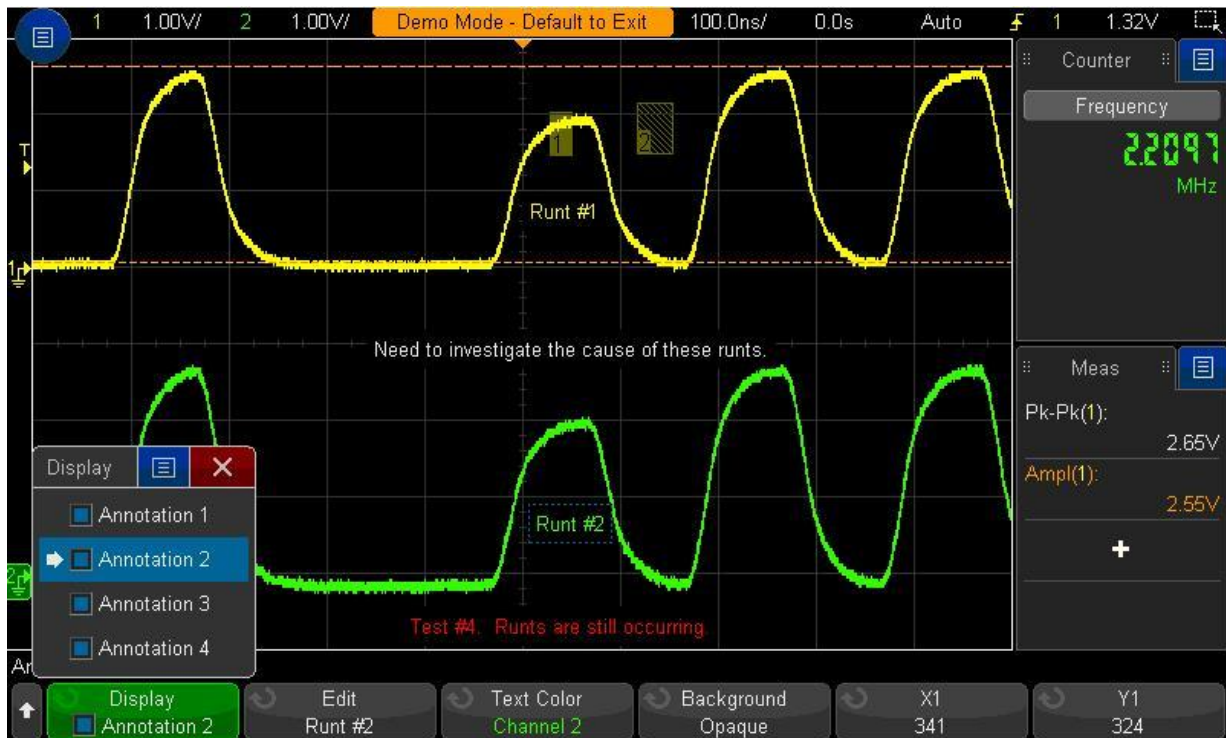 1 1.00V/ 2 1.00V/ Demo Mode - Default to Exit 100.0ns/ 0.0s Auto 1 1.32V
Counter
Frequency
2.2097
MHz
T
1
2
Runt #1
1
Need to investigate the cause of these runts.
Meas
Pk-Pk(1):
2.65V
Ampl(1):
2.55V
+
Display
Annotation 1
Annotation 2
Annotation 3
Annotation 4
Runt #2
2
Test #4. Runts are still occurring.
Display
Annotation 2
Edit
Runt #2
Text Color
Channel 2
Background
Opaque
X1
341
Y1
324